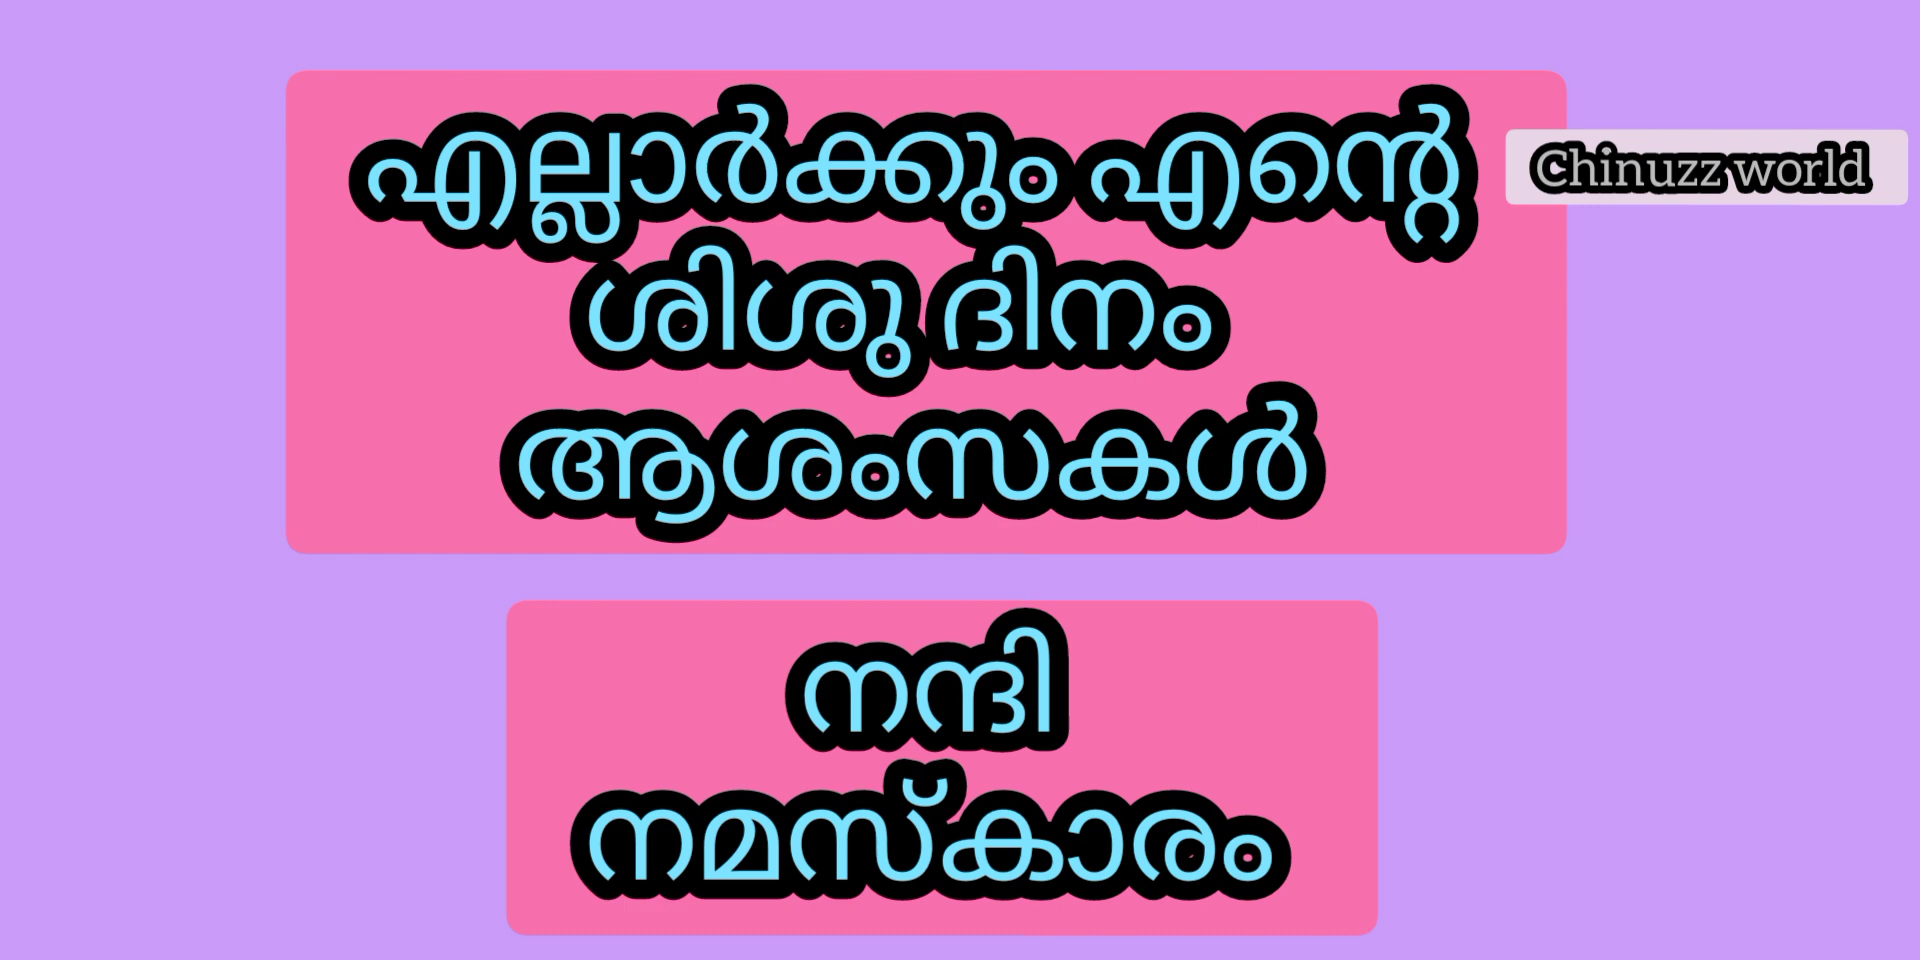 എല്ലാർക്കും എന്റെ
ശിശു ദിനം
ആശംസകൾ
Chinuzz world
നന്ദി
നമസ്കാരം